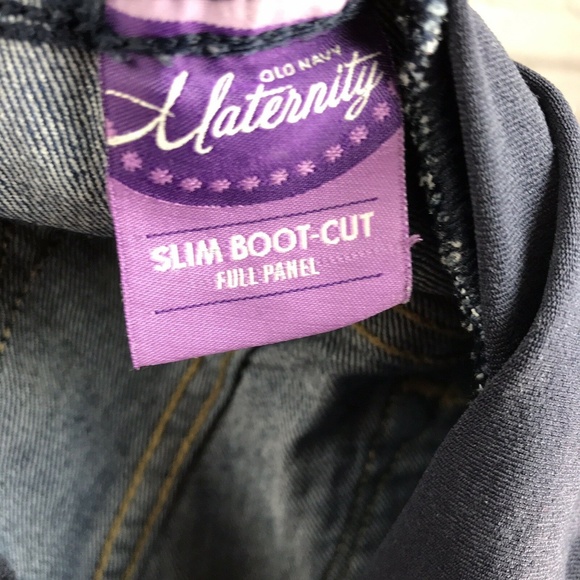 OLD NAVY
Maternity
SLIM BOOT-CUT
FULL PANEL